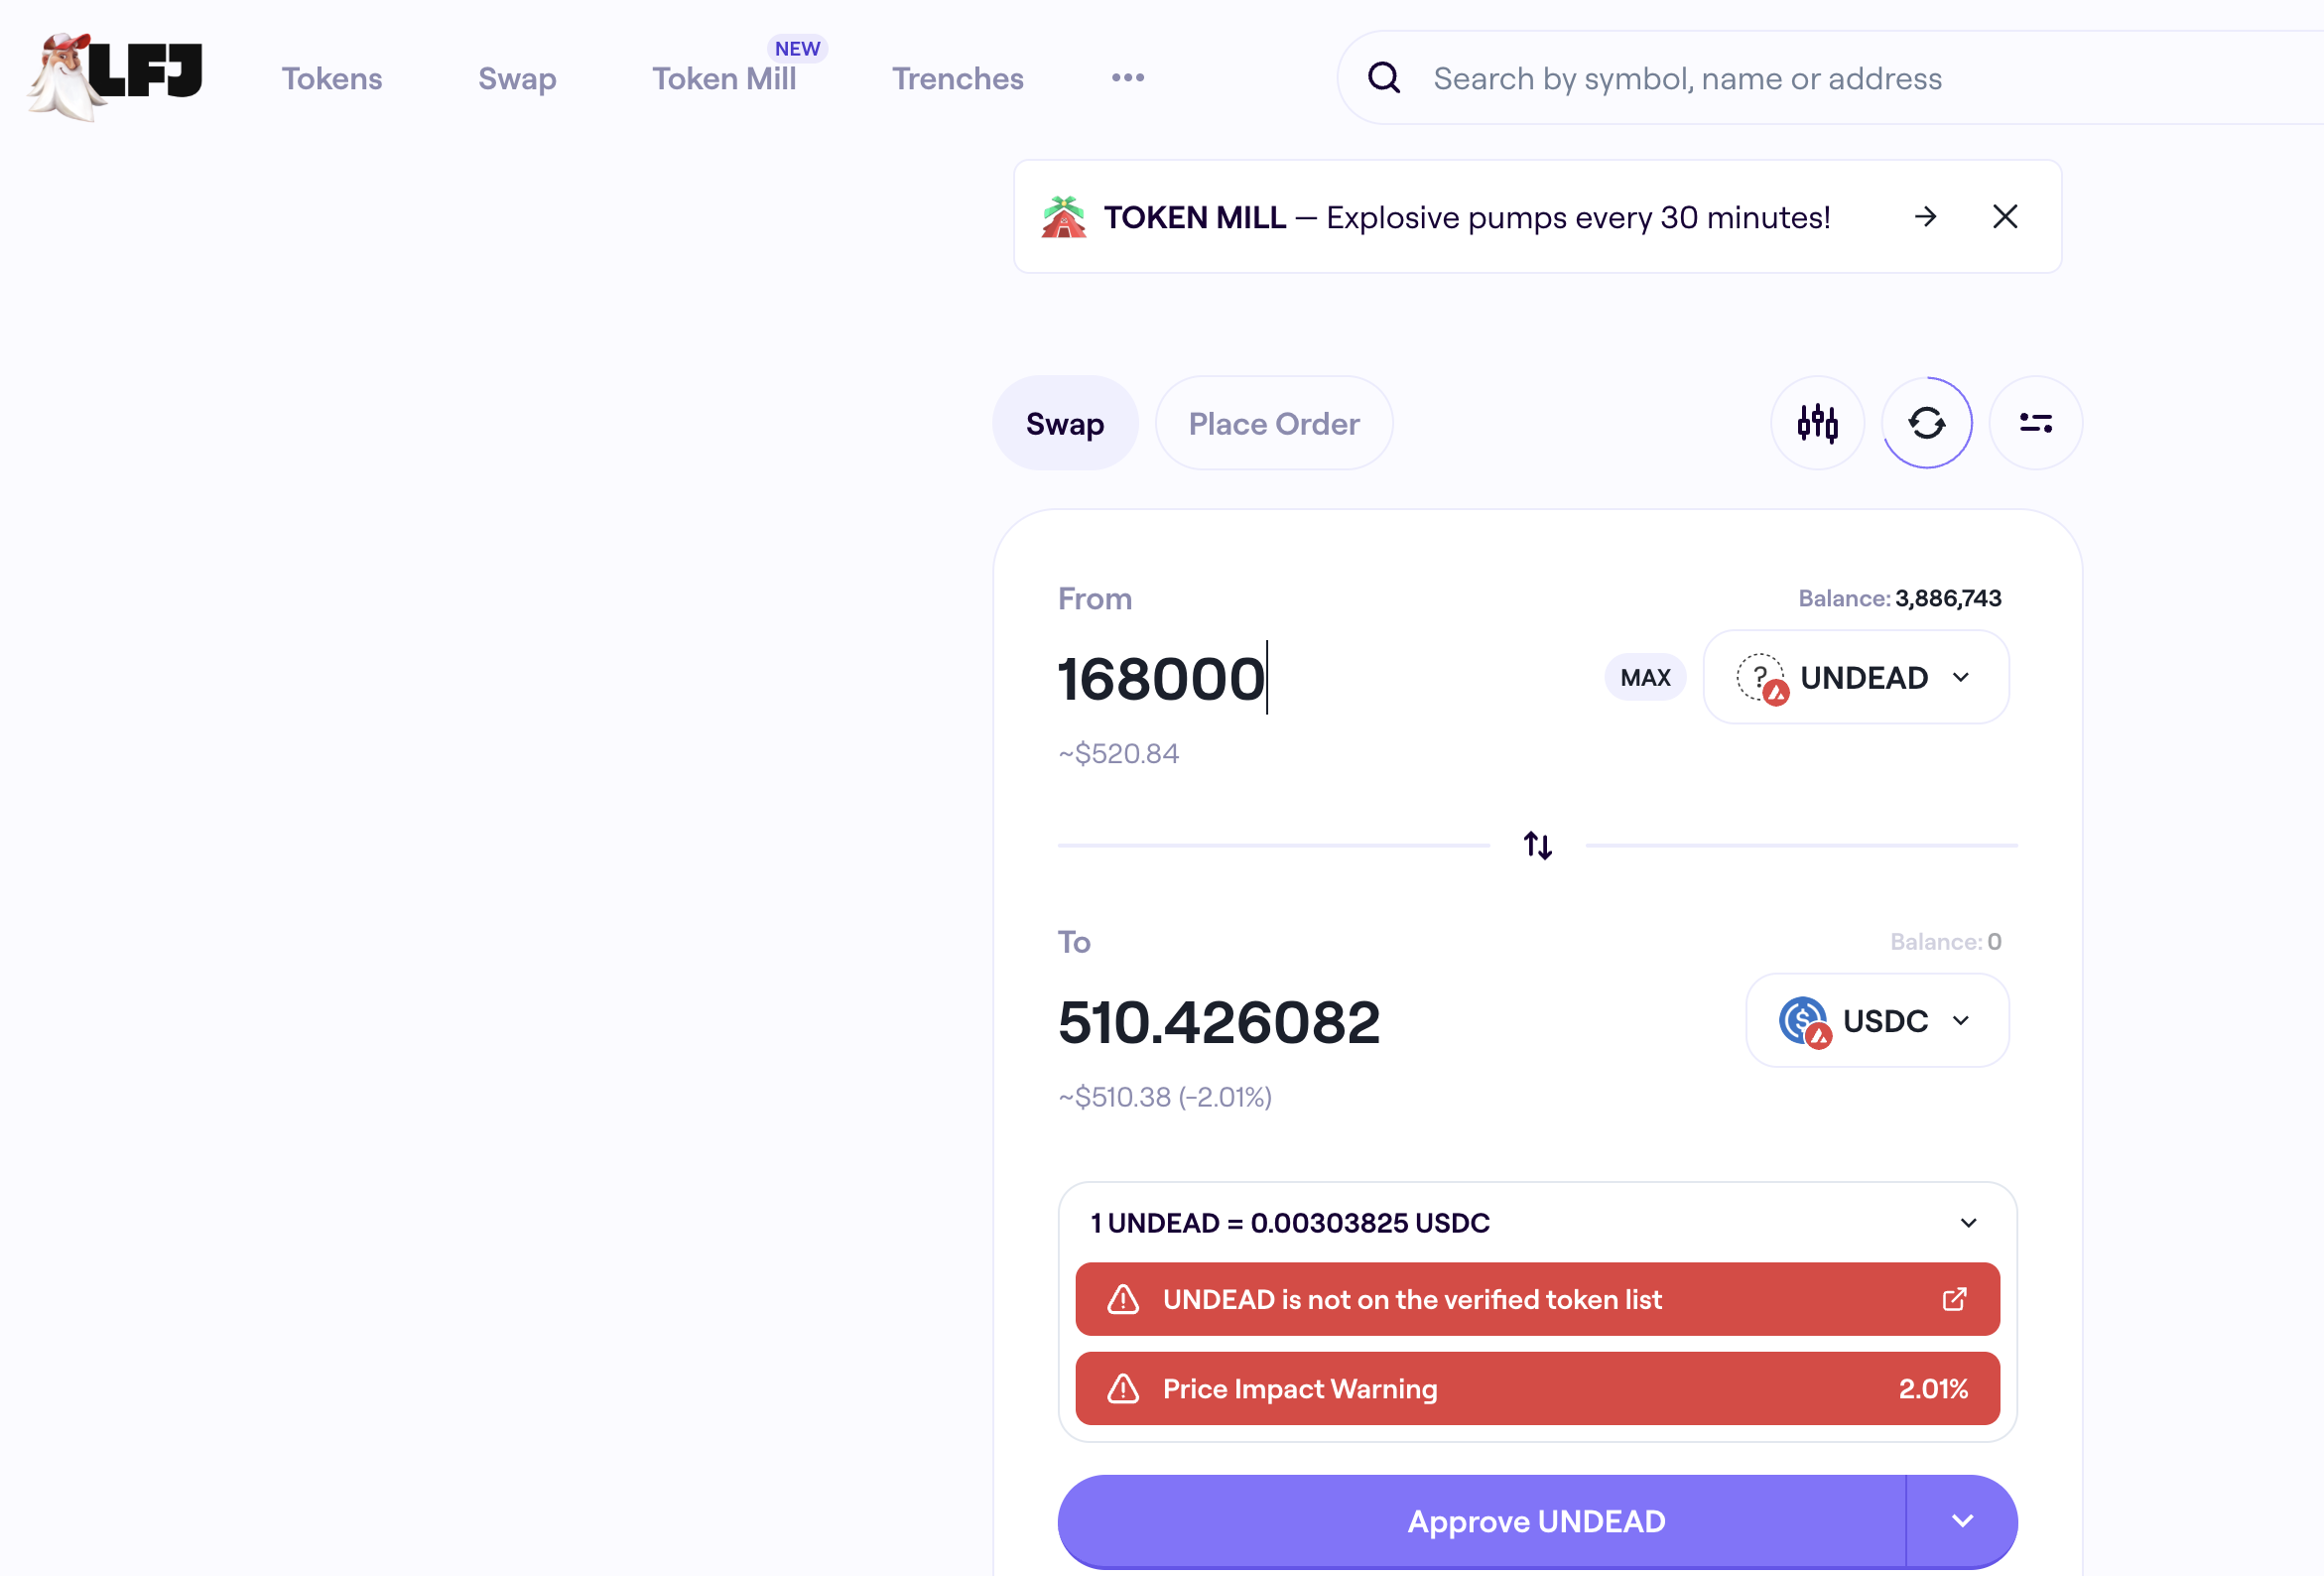 LFJ
Tokens
Swap
Token Mill
NEW
Trenches
Search by symbol, name or address
TOKEN MILL — Explosive pumps every 30 minutes!
Swap
Place Order
From
Balance: 3,886,743
168000
MAX
? UNDEAD
~$520.84
To
Balance: 0
510.426082
USDC
~$510.38 (-2.01%)
1 UNDEAD = 0.00303825 USDC
UNDEAD is not on the verified token list
Price Impact Warning
2.01%
Approve UNDEAD